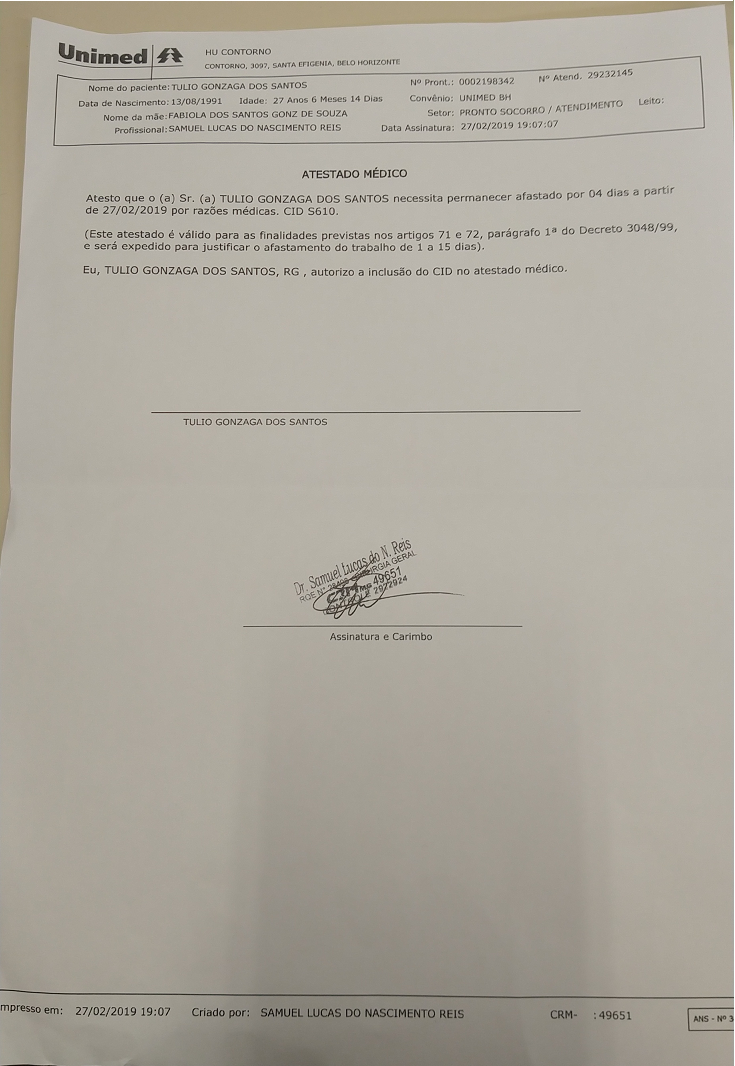 Unimed
HU CONTORNO
CONTORNO, 3097, SANTA EFIGENIA, BELO HORIZONTE
Nome do paciente: TULIO GONZAGA DOS SANTOS Nº Pront.: 0002198342 Nº Atend. 29232145
Data de Nascimento: 13/08/1991 Idade: 27 Anos 6 Meses 14 Dias Convênio: UNIMED BH
Nome da mãe: FABIOLA DOS SANTOS GONZ DE SOUZA Setor: PRONTO SOCORRO / ATENDIMENTO Leito:
Profissional: SAMUEL LUCAS DO NASCIMENTO REIS Data Assinatura: 27/02/2019 19:07:07
ATESTADO MÉDICO
Atesto que o (a) Sr. (a) TULIO GONZAGA DOS SANTOS necessita permanecer afastado por 04 dias a partir
de 27/02/2019 por razões médicas. CID S610.
(Este atestado é válido para as finalidades previstas nos artigos 71 e 72, parágrafo 1ª do Decreto 3048/99,
e será expedido para justificar o afastamento do trabalho de 1 a 15 dias).
Eu, TULIO GONZAGA DOS SANTOS, RG , autorizo a inclusão do CID no atestado médico.
TULIO GONZAGA DOS SANTOS
Dr. Samuel Lucas do N. Reis
RQE Nº GERAL
49651
2922924
Assinatura e Carimbo
mpresso em: 27/02/2019 19:07 Criado por: SAMUEL LUCAS DO NASCIMENTO REIS CRM- :49651
ANS - Nº 3